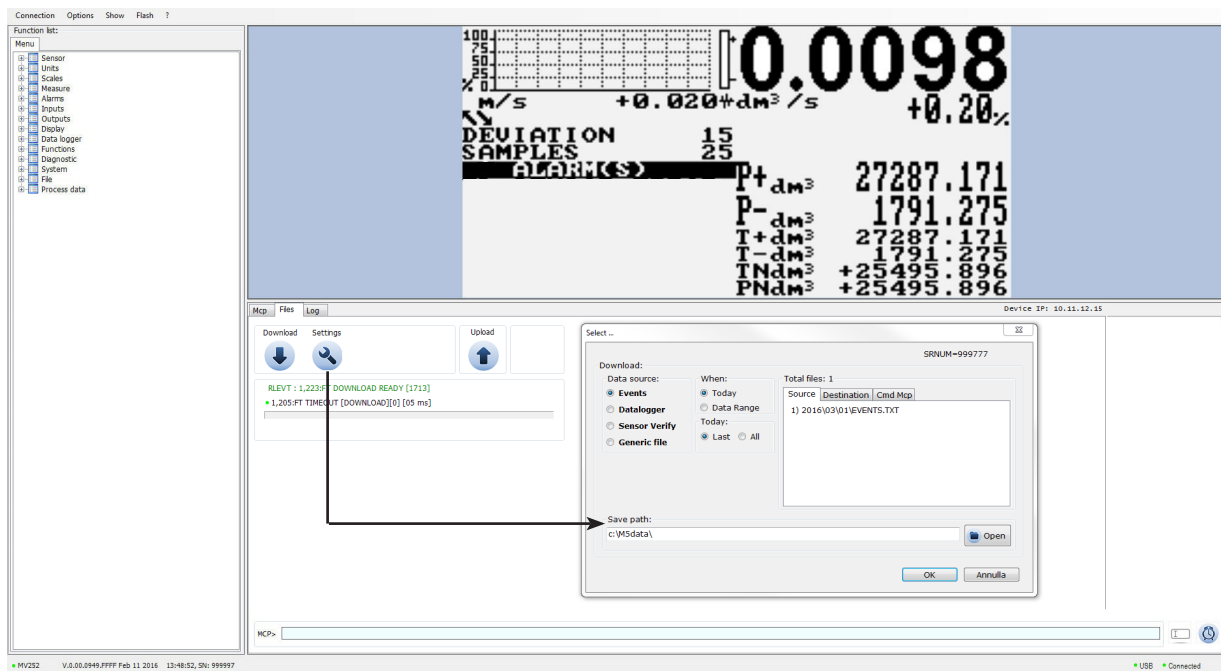 Connection Options Show Flash ?
Function list:
Menu
Sensor
Units
Scales
Measure
Alarms
Inputs
Outputs
Display
Data logger
Functions
Diagnostic
System
File
Process data
100
75
50
25
% 0
+
-
0.0098
m/s +0.020#dm³/s +0.20%
DEVIATION 15
SAMPLES 25
ALARM(S)
P+dm³ 27287.171
P-dm³ 1791.275
T+dm³ 27287.171
T-dm³ 1791.275
TNdm³ +25495.896
PNdm³ +25495.896
Mcp Files Log
Device IP: 10.11.12.15
Download Settings Upload
RLEVT : 1,223:FT DOWNLOAD READY [1713]
1,205:FT TIMEOUT [DOWNLOAD][0] [05 ms]
Select ...
SRNUM=999777
Download:
Data source: When: Total files: 1
Events Today Source Destination Cmd Mcp
Datalogger Data Range 1) 2016\03\01\EVENTS.TXT
Sensor Verify Today:
Generic file Last All
Save path:
c:\M5data\ Open
OK Annulla
MCP>
MV252 V.0.00.0949.FFFF Feb 11 2016 13:48:52, SN: 999997 USB Connected